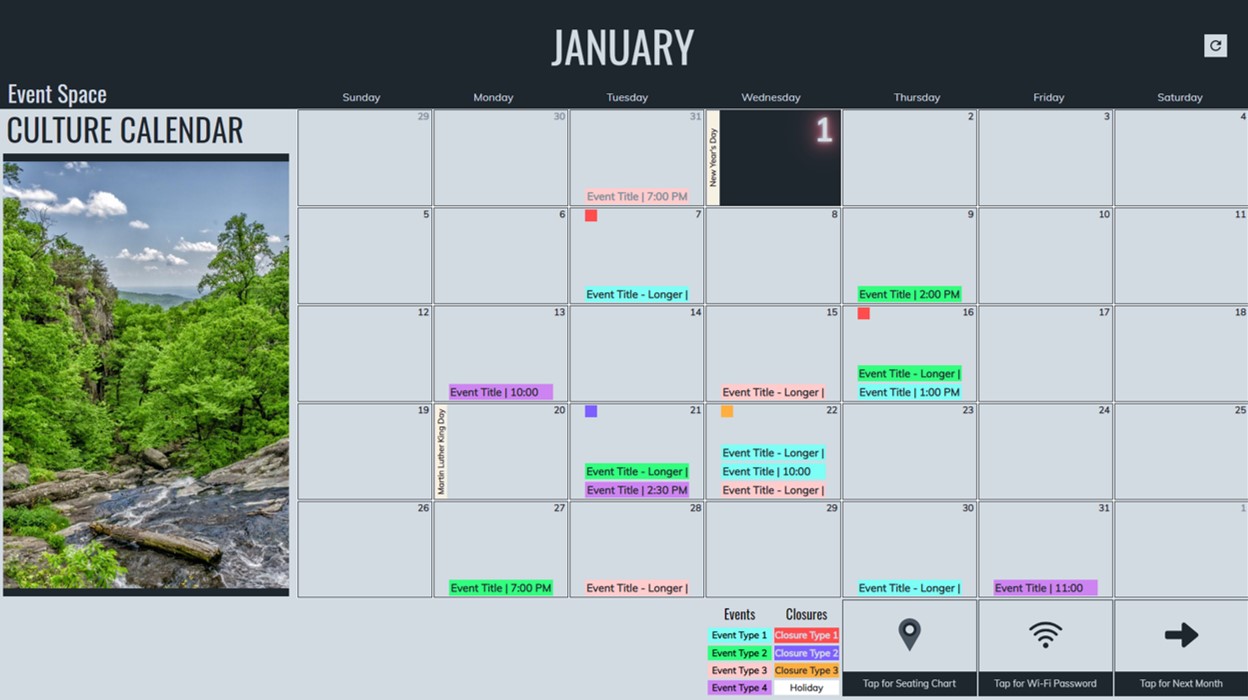 JANUARY
Event Space
CULTURE CALENDAR
Sunday Monday Tuesday Wednesday Thursday Friday Saturday
29 30 31 1 2 3 4
New Year's Day
Event Title | 7:00 PM
5 6 7 8 9 10 11
Event Title - Longer |
Event Title | 2:00 PM
12 13 14 15 16 17 18
Event Title | 10:00
Event Title - Longer |
Event Title - Longer |
Event Title | 1:00 PM
19 20 21 22 23 24 25
Martin Luther King Day
Event Title - Longer |
Event Title | 2:30 PM
Event Title - Longer |
Event Title | 10:00
Event Title - Longer |
26 27 28 29 30 31 1
Event Title | 7:00 PM
Event Title - Longer |
Event Title - Longer |
Event Title | 11:00
Events Closures
Event Type 1 Closure Type 1
Event Type 2 Closure Type 2
Event Type 3 Closure Type 3
Event Type 4 Holiday
Tap for Seating Chart
Tap for Wi-Fi Password
Tap for Next Month